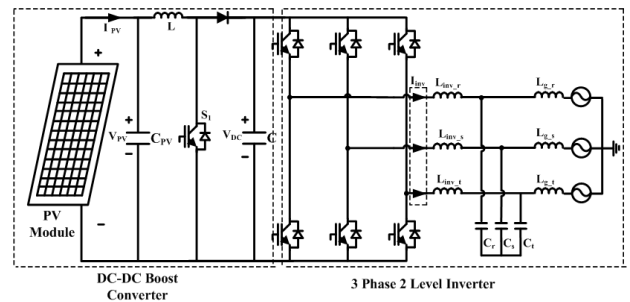 I PV
L
I inv
L inv_r
L g_r
S1
V PV
C PV
V DC
C
L inv_s
L g_s
L inv_t
L g_t
PV
Module
C r
C s
C t
DC-DC Boost
Converter
3 Phase 2 Level Inverter